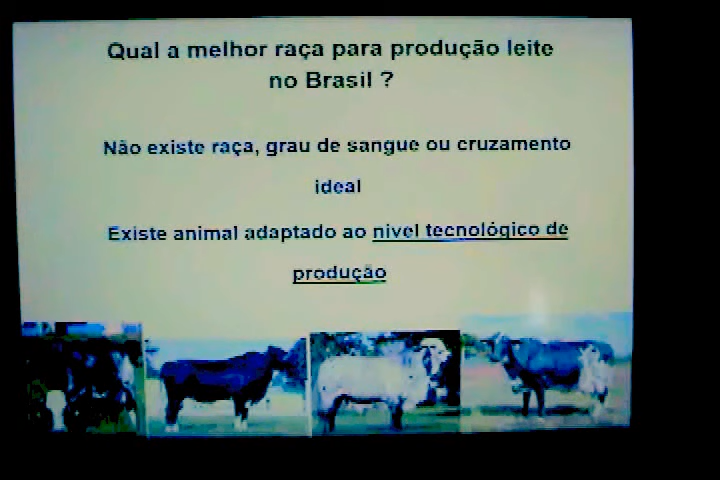 Qual a melhor raça para produção leite
no Brasil ?
Não existe raça, grau de sangue ou cruzamento
ideal
Existe animal adaptado ao nivel tecnológico de
produção